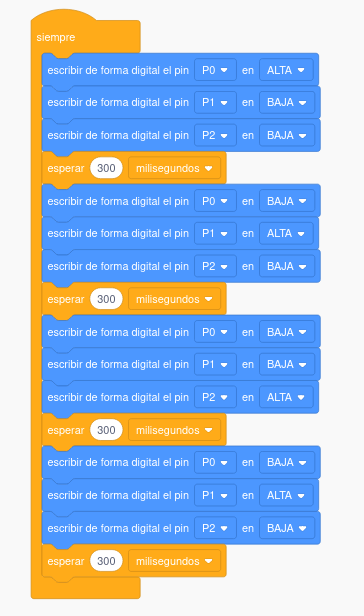 siempre
escribir de forma digital el pin P0 en ALTA
escribir de forma digital el pin P1 en BAJA
escribir de forma digital el pin P2 en BAJA
esperar 300 milisegundos
escribir de forma digital el pin P0 en BAJA
escribir de forma digital el pin P1 en ALTA
escribir de forma digital el pin P2 en BAJA
esperar 300 milisegundos
escribir de forma digital el pin P0 en BAJA
escribir de forma digital el pin P1 en BAJA
escribir de forma digital el pin P2 en ALTA
esperar 300 milisegundos
escribir de forma digital el pin P0 en BAJA
escribir de forma digital el pin P1 en ALTA
escribir de forma digital el pin P2 en BAJA
esperar 300 milisegundos